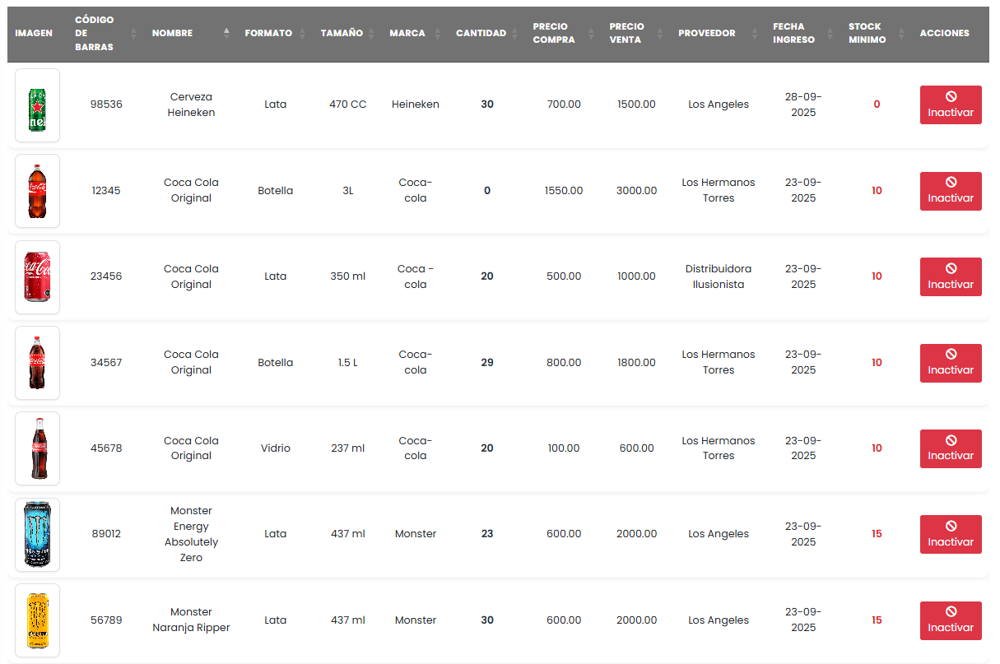 IMAGEN CÓDIGO DE BARRAS NOMBRE FORMATO TAMAÑO MARCA CANTIDAD PRECIO COMPRA PRECIO VENTA PROVEEDOR FECHA INGRESO STOCK MINIMO ACCIONES
98536 Cerveza Heineken Lata 470 CC Heineken 30 700.00 1500.00 Los Angeles 28-09-2025 0 Inactivar
12345 Coca Cola Original Botella 3L Coca-cola 0 1550.00 3000.00 Los Hermanos Torres 23-09-2025 10 Inactivar
23456 Coca Cola Original Lata 350 ml Coca - cola 20 500.00 1000.00 Distribuidora Ilusionista 23-09-2025 10 Inactivar
34567 Coca Cola Original Botella 1.5 L Coca-cola 29 800.00 1800.00 Los Hermanos Torres 23-09-2025 10 Inactivar
45678 Coca Cola Original Vidrio 237 ml Coca-cola 20 100.00 600.00 Los Hermanos Torres 23-09-2025 10 Inactivar
89012 Monster Energy Absolutely Zero Lata 437 ml Monster 23 600.00 2000.00 Los Angeles 23-09-2025 15 Inactivar
56789 Monster Naranja Ripper Lata 437 ml Monster 30 600.00 2000.00 Los Angeles 23-09-2025 15 Inactivar